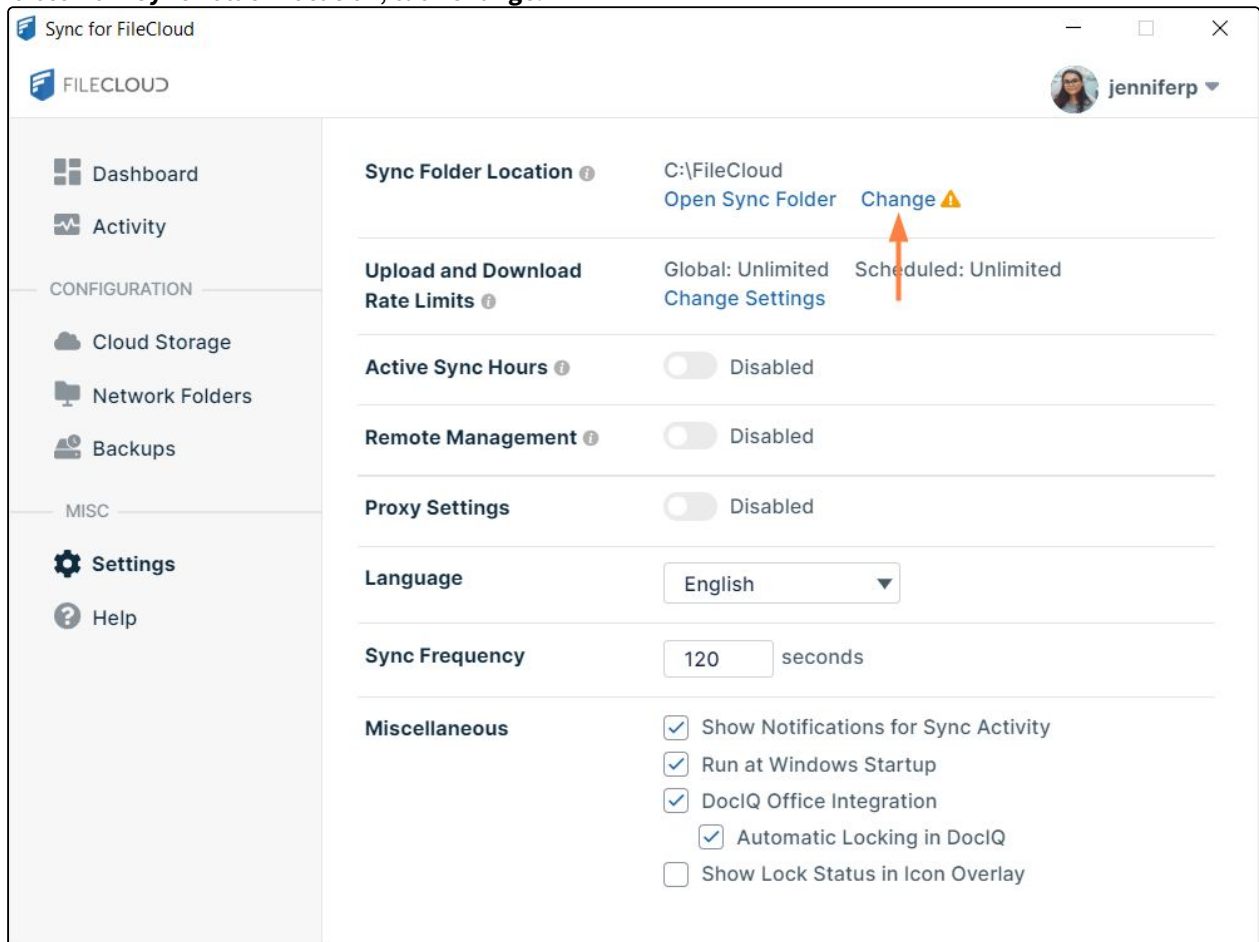 Sync for FileCloud
FILECLOUD
jenniferp
Dashboard
Activity
CONFIGURATION
Cloud Storage
Network Folders
Backups
MISC
Settings
Help
Sync Folder Location
C:\FileCloud
Open Sync Folder Change
Upload and Download
Rate Limits
Global: Unlimited Scheduled: Unlimited
Change Settings
Active Sync Hours
Disabled
Remote Management
Disabled
Proxy Settings
Disabled
Language
English
Sync Frequency
120 seconds
Miscellaneous
Show Notifications for Sync Activity
Run at Windows Startup
DocIQ Office Integration
Automatic Locking in DocIQ
Show Lock Status in Icon Overlay